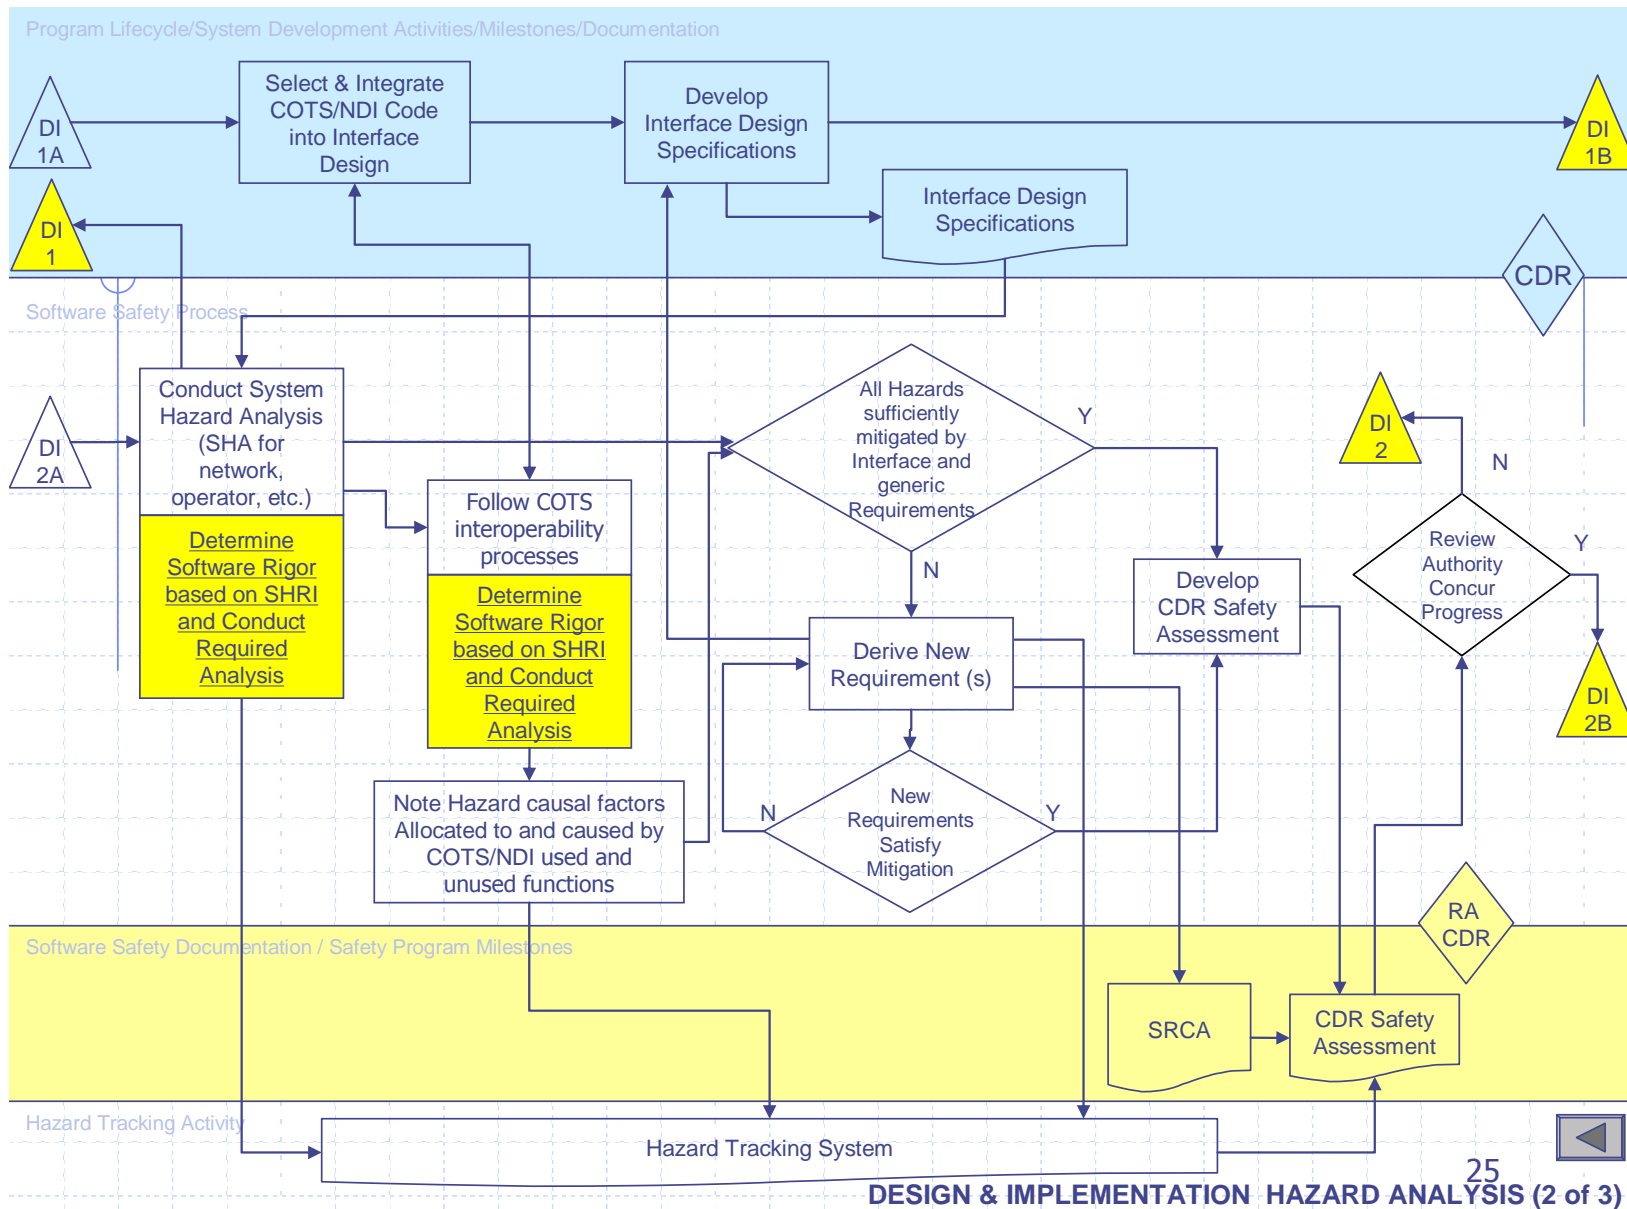 Program Lifecycle/System Development Activities/Milestones/Documentation
DI
1A
Select & Integrate
COTS/NDI Code
into Interface
Design
Develop
Interface Design
Specifications
DI
1B
DI
1
Interface Design
Specifications
CDR
Software Safety Process
Conduct System
Hazard Analysis
(SHA for
network,
operator, etc.)
Determine
Software Rigor
based on SHRI
and Conduct
Required
Analysis
DI
2A
Follow COTS
interoperability
processes
Determine
Software Rigor
based on SHRI
and Conduct
Required
Analysis
All Hazards
sufficiently
mitigated by
Interface and
generic
Requirements
Y
N
DI
2
N
Review
Authority
Concur
Progress
Y
DI
2B
Develop
CDR Safety
Assessment
Derive New
Requirement (s)
Note Hazard causal factors
Allocated to and caused by
COTS/NDI used and
unused functions
N
New
Requirements
Satisfy
Mitigation
Y
RA
CDR
Software Safety Documentation / Safety Program Milestones
SRCA
CDR Safety
Assessment
Hazard Tracking Activity
Hazard Tracking System
25
DESIGN & IMPLEMENTATION HAZARD ANALYSIS (2 of 3)